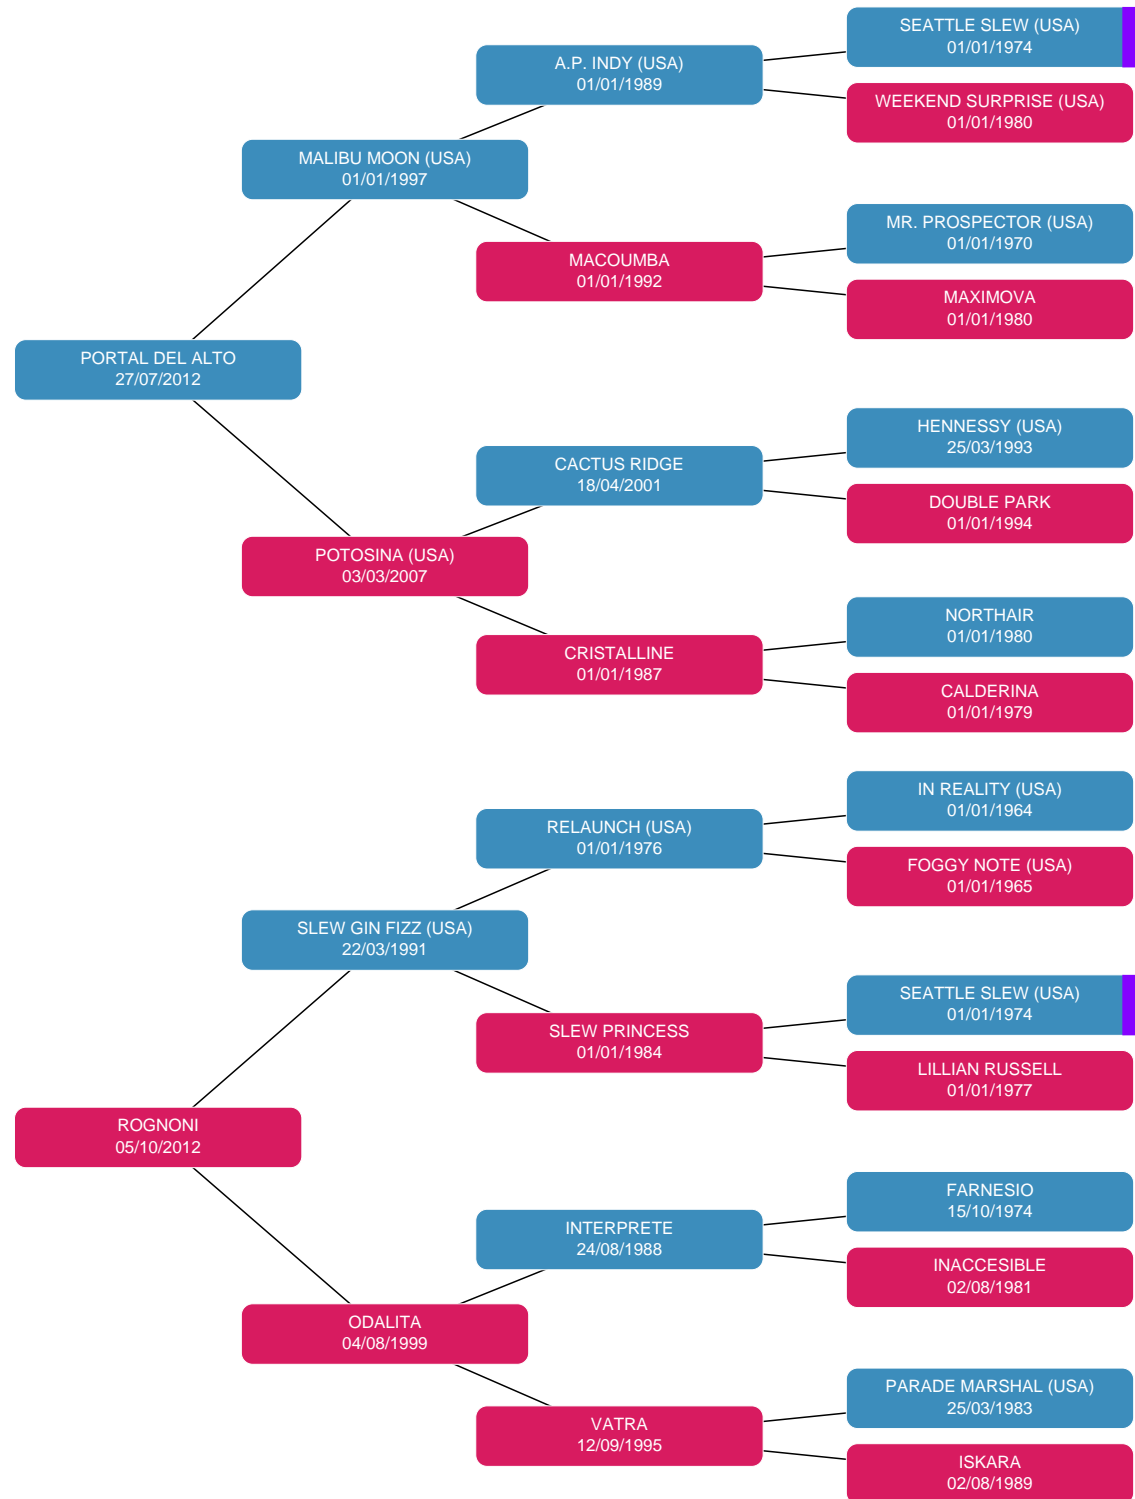 SEATTLE SLEW (USA)
01/01/1974
A.P. INDY (USA)
01/01/1989
WEEKEND SURPRISE (USA)
01/01/1980
MALIBU MOON (USA)
01/01/1997
MR. PROSPECTOR (USA)
01/01/1970
MACOUMBA
01/01/1992
MAXIMOVA
01/01/1980
PORTAL DEL ALTO
27/07/2012
HENNESSY (USA)
25/03/1993
CACTUS RIDGE
18/04/2001
DOUBLE PARK
01/01/1994
POTOSINA (USA)
03/03/2007
NORTHAIR
01/01/1980
CRISTALLINE
01/01/1987
CALDERINA
01/01/1979
IN REALITY (USA)
01/01/1964
RELAUNCH (USA)
01/01/1976
FOGGY NOTE (USA)
01/01/1965
SLEW GIN FIZZ (USA)
22/03/1991
SEATTLE SLEW (USA)
01/01/1974
SLEW PRINCESS
01/01/1984
LILLIAN RUSSELL
01/01/1977
ROGNONI
05/10/2012
FARNESIO
15/10/1974
INTERPRETE
24/08/1988
INACCESIBLE
02/08/1981
ODALITA
04/08/1999
PARADE MARSHAL (USA)
25/03/1983
VATRA
12/09/1995
ISKARA
02/08/1989